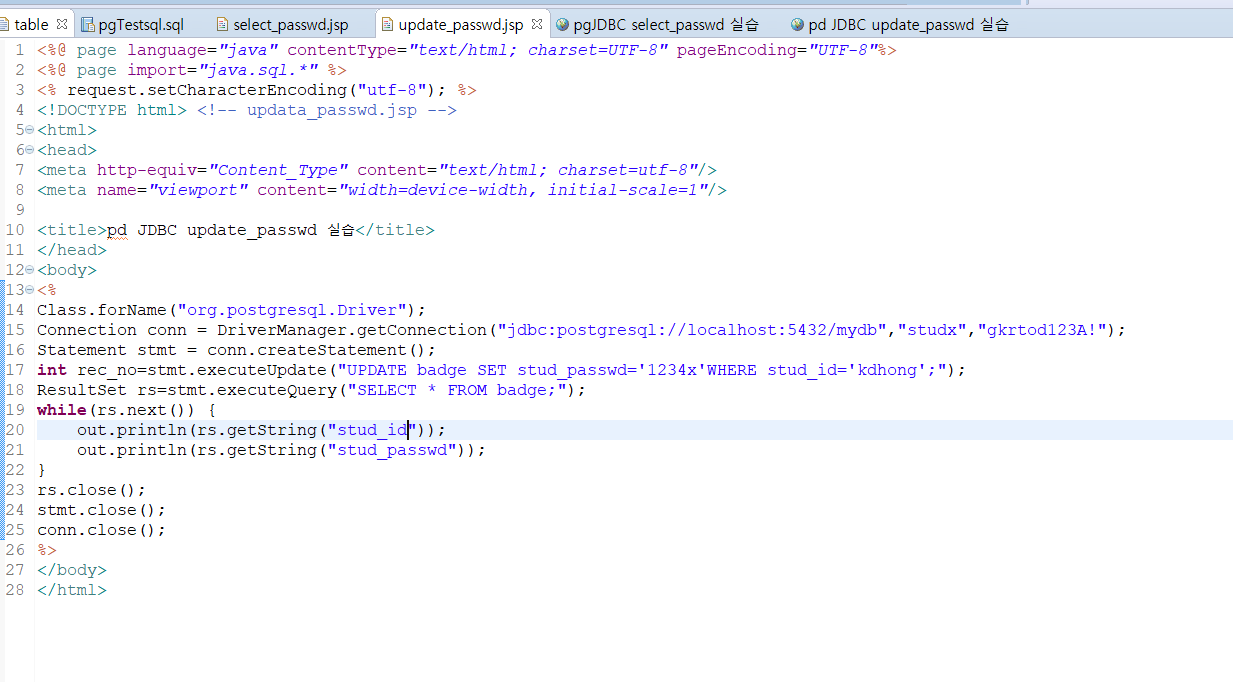 table pgTestsql.sql select_passwd.jsp update_passwd.jsp pgJDBC select_passwd 실습 pd JDBC update_passwd 실습
1 <%@ page language="java" contentType="text/html; charset=UTF-8" pageEncoding="UTF-8"%>
2 <%@ page import="java.sql.*" %>
3 <% request.setCharacterEncoding("utf-8"); %>
4 <!DOCTYPE html> <!-- updata_passwd.jsp -->
5 <html>
6 <head>
7 <meta http-equiv="Content_Type" content="text/html; charset=utf-8"/>
8 <meta name="viewport" content="width=device-width, initial-scale=1"/>
9
10 <title>pd JDBC update_passwd 실습</title>
11 </head>
12 <body>
13 <%
14 Class.forName("org.postgresql.Driver");
15 Connection conn = DriverManager.getConnection("jdbc:postgresql://localhost:5432/mydb","studx","gkrtod123A!");
16 Statement stmt = conn.createStatement();
17 int rec_no=stmt.executeUpdate("UPDATE badge SET stud_passwd='1234x'WHERE stud_id='kdhong';");
18 ResultSet rs=stmt.executeQuery("SELECT * FROM badge;");
19 while(rs.next()) {
20     out.println(rs.getString("stud_id"));
21     out.println(rs.getString("stud_passwd"));
22 }
23 rs.close();
24 stmt.close();
25 conn.close();
26 %>
27 </body>
28 </html>